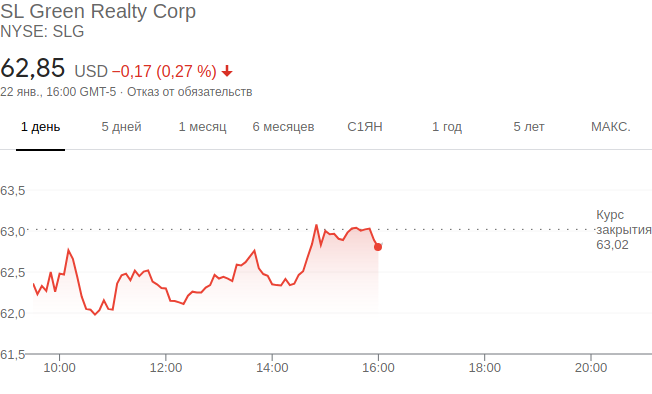 SL Green Realty Corp
NYSE: SLG
62,85 USD −0,17 (0,27 %)
22 янв., 16:00 GMT-5 · Отказ от обязательств
1 день 5 дней 1 месяц 6 месяцев С1ЯН 1 год 5 лет МАКС.
63,5
Курс
63,0 закрытия
63,02
62,5
62,0
61,5
10:00 12:00 14:00 16:00 18:00 20:00